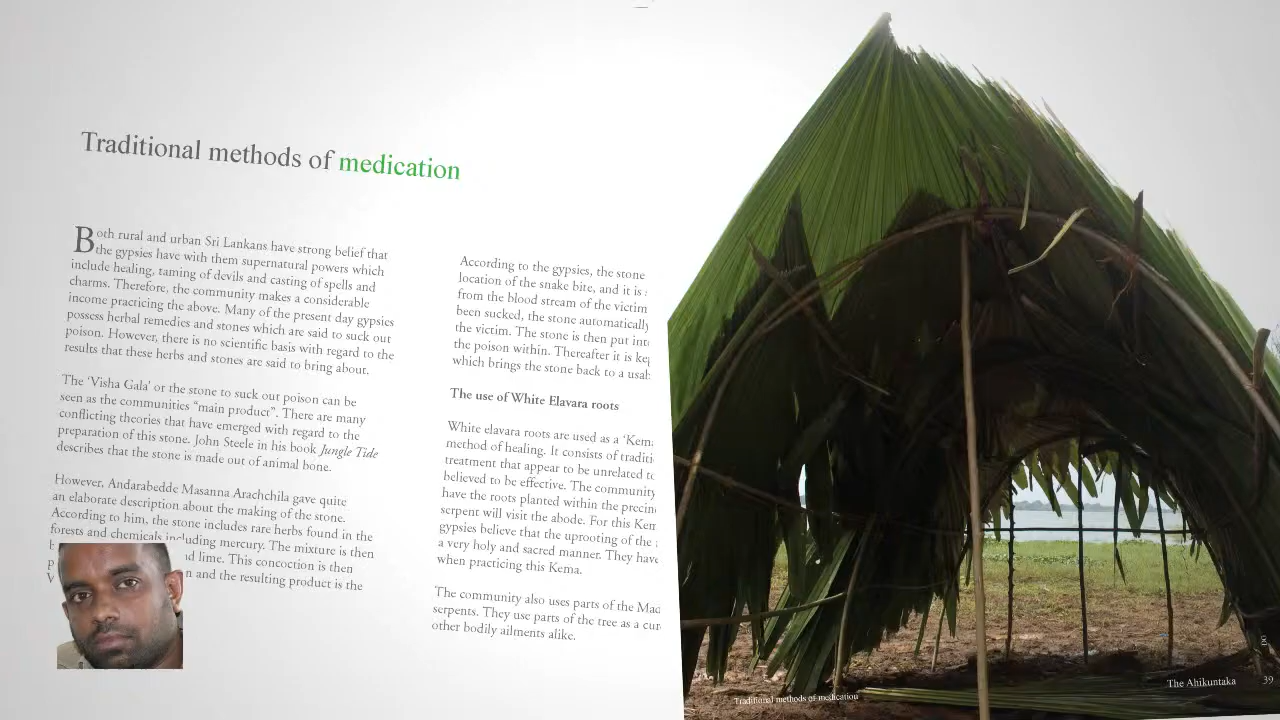 Traditional methods of medication
Both rural and urban Sri Lankans have strong belief that
the gypsies have with them supernatural powers which
include healing, taming of devils and casting of spells and
charms. Therefore, the community makes a considerable
income practicing the above. Many of the present day gypsies
possess herbal remedies and stones which are said to suck out
poison. However, there is no scientific basis with regard to the
results that these herbs and stones are said to bring about.
The ‘Visha Gala’ or the stone to suck out poison can be
seen as the communities “main product”. There are many
conflicting theories that have emerged with regard to the
preparation of this stone. John Steele in his book Jungle Tide
describes that the stone is made out of animal bone.
However, Andarabedde Masanna Arachchila gave quite
an elaborate description about the making of the stone.
According to him, the stone includes rare herbs found in the
forests and chemicals including mercury. The mixture is then
lime. This concoction is then
and the resulting product is the
According to the gypsies, the stone
location of the snake bite, and it is
from the blood stream of the victim
been sucked, the stone automatically
the victim. The stone is then put
the poison within. Thereafter it is
which brings the stone back to a
The use of White Elavara roots
White elavara roots are used as a
method of healing. It consists of
treatment that appear to be unrelated
believed to be effective. The community
have the roots planted within the
serpent will visit the abode. For this
gypsies believe that the uprooting of the
a very holy and sacred manner. They have
when practicing this Kema.
The community also uses parts of the
serpents. They use parts of the tree as a
other bodily ailments alike.
Traditional methods of medication
The Ahikuntaka 39